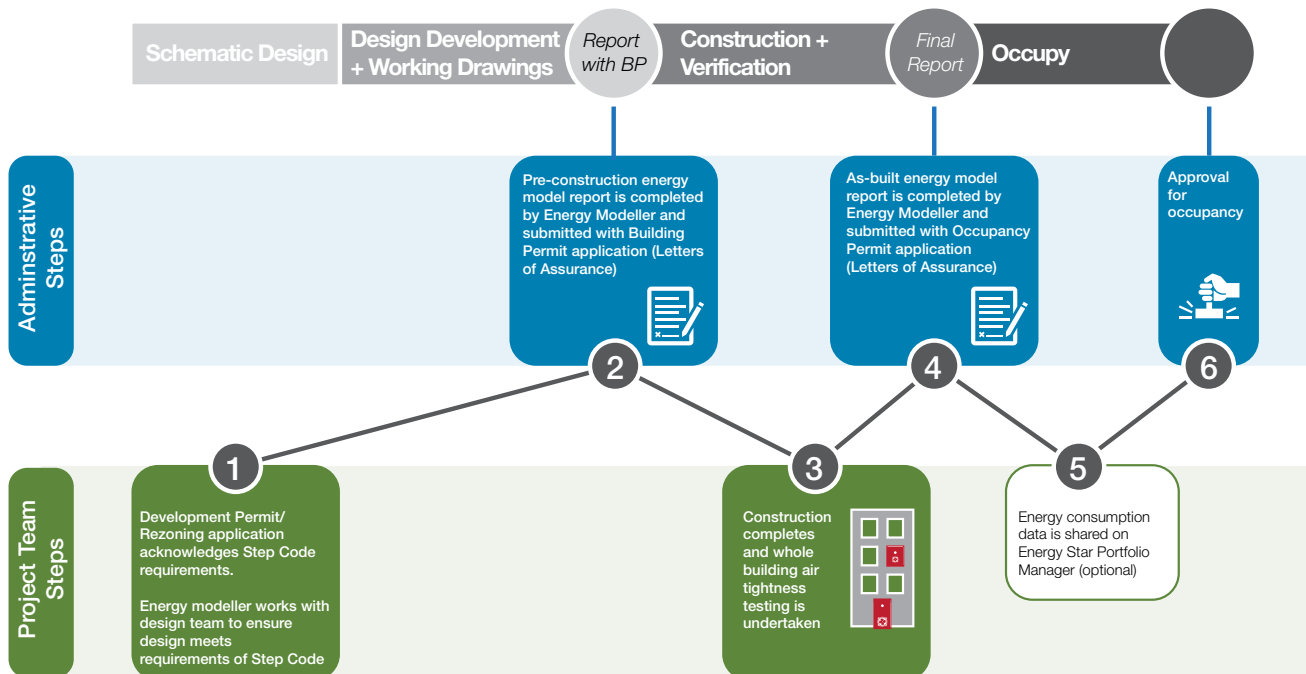 Schematic Design
Design Development
+ Working Drawings
Report
with BP
Construction +
Verification
Final
Report
Occupy
Adminstrative
Steps
Pre-construction energy
model report is completed
by Energy Modeller and
submitted with Building
Permit application (Letters
of Assurance)
As-built energy model
report is completed by
Energy Modeller and
submitted with Occupancy
Permit application
(Letters of Assurance)
Approval
for
occupancy
2
4
6
Project Team
Steps
1
Development Permit/
Rezoning application
acknowledges Step Code
requirements.
Energy modeller works with
design team to ensure
design meets
requirements of Step Code
3
Construction
completes
and whole
building air
tightness
testing is
undertaken
5
Energy consumption
data is shared on
Energy Star Portfolio
Manager (optional)